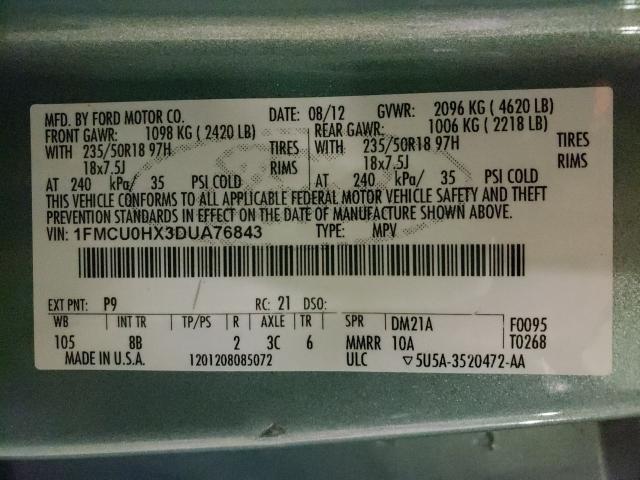 MFD. BY FORD MOTOR CO. DATE: 08/12 GVWR: 2096 KG ( 4620 LB)
FRONT GAWR: 1098 KG ( 2420 LB) REAR GAWR: 1006 KG ( 2218 LB)
WITH 235/50R18 97H TIRES WITH 235/50R18 97H TIRES
18x7.5J RIMS 18x7.5J RIMS
AT 240 kPa/ 35 PSI COLD AT 240 kPa/ 35 PSI COLD
THIS VEHICLE CONFORMS TO ALL APPLICABLE FEDERAL MOTOR VEHICLE SAFETY AND THEFT
PREVENTION STANDARDS IN EFFECT ON THE DATE OF MANUFACTURE SHOWN ABOVE.
VIN: 1FMCU0HX3DUA76843 TYPE: MPV
EXT PNT: P9 RC: 21 DSO:
WB INT TR TP/PS R AXLE TR SPR DM21A F0095
105 8B 2 3C 6 MMRR 10A T0268
MADE IN U.S.A. 1201208085072 ULC ▽5U5A-3520472-AA